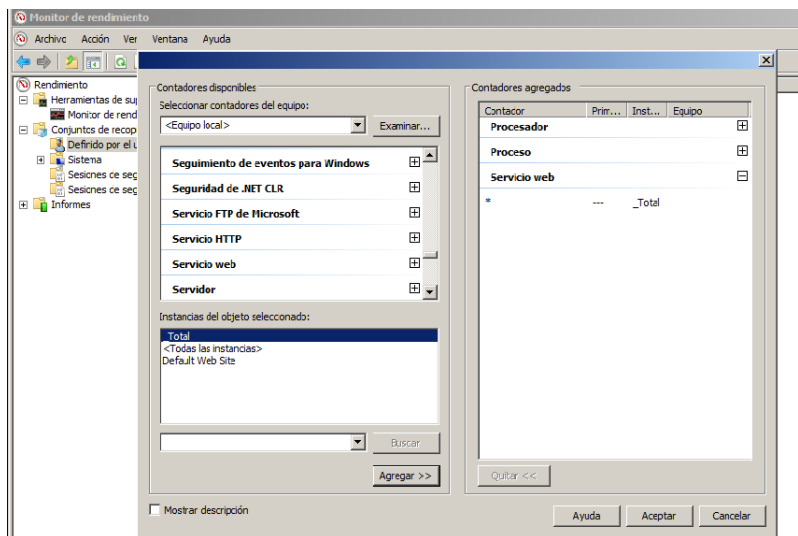 Monitor de rendimiento
Archivo Acción Ver Ventana Ayuda
Rendimiento
Herramientas de su
Monitor de rend
Conjuntos de recop
Definido por el u
Sistema
Sesiones de seg
Sesiones de seg
Informes
Contadores disponibles
Seleccionar contadores del equipo:
<Equipo local>
Examinar...
Seguimiento de eventos para Windows
Seguridad de .NET CLR
Servicio FTP de Microsoft
Servicio HTTP
Servicio web
Servidor
Instancias del objeto seleccionado:
_Total
<Todas las instancias>
Default Web Site
Buscar
Agregar >>
Mostrar descripción
Contadores agregados
Contador Prim... Inst... Equipo
Procesador
Proceso
Servicio web
* --- _Total
Quitar <<
Ayuda Aceptar Cancelar